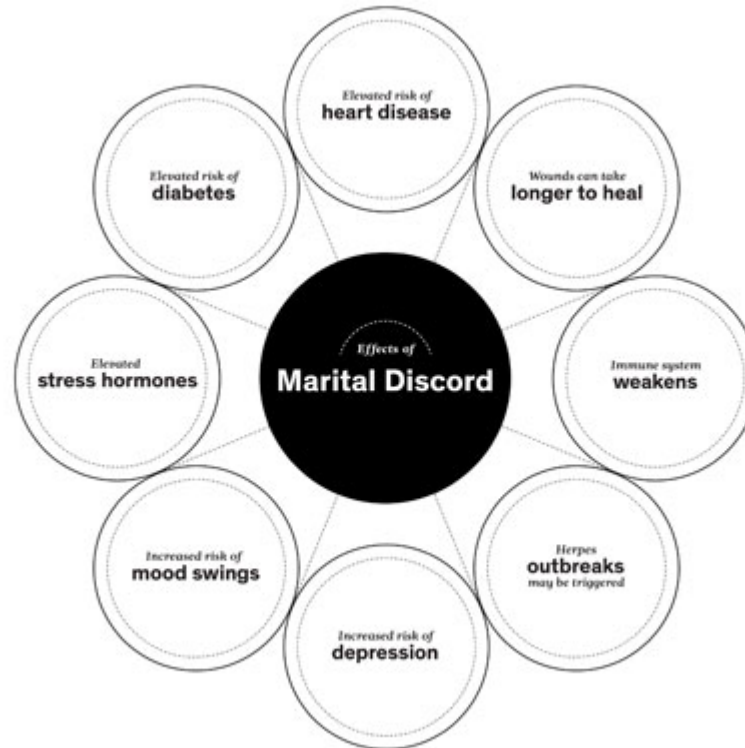 Elevated risk of
heart disease
Wounds can take
longer to heal
Immune system
weakens
Herpes
outbreaks
may be triggered
Increased risk of
depression
Increased risk of
mood swings
Elevated
stress hormones
Elevated risk of
diabetes
Effects of
Marital Discord